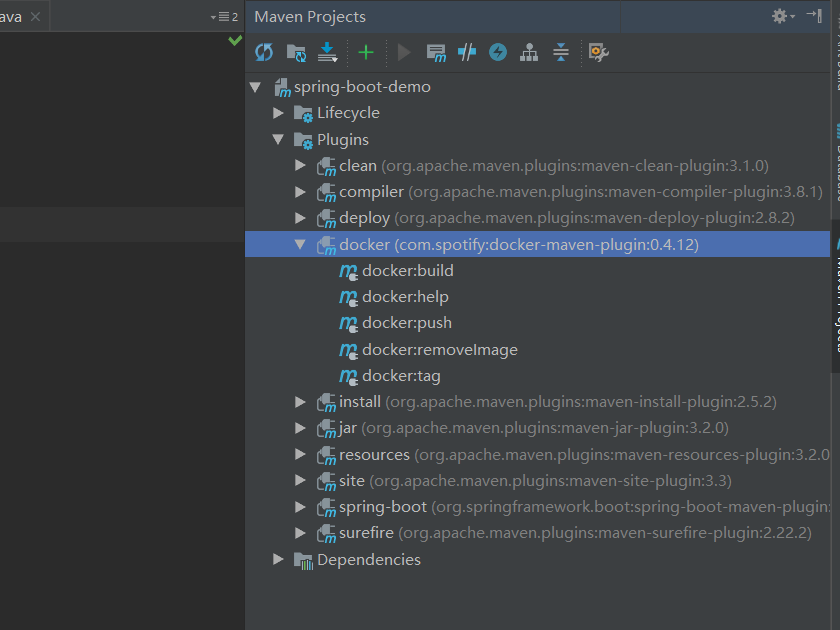 ava
2
Maven Projects
spring-boot-demo
Lifecycle
Plugins
clean (org.apache.maven.plugins:maven-clean-plugin:3.1.0)
compiler (org.apache.maven.plugins:maven-compiler-plugin:3.8.1)
deploy (org.apache.maven.plugins:maven-deploy-plugin:2.8.2)
docker (com.spotify:docker-maven-plugin:0.4.12)
docker:build
docker:help
docker:push
docker:removeImage
docker:tag
install (org.apache.maven.plugins:maven-install-plugin:2.5.2)
jar (org.apache.maven.plugins:maven-jar-plugin:3.2.0)
resources (org.apache.maven.plugins:maven-resources-plugin:3.2.0
site (org.apache.maven.plugins:maven-site-plugin:3.3)
spring-boot (org.springframework.boot:spring-boot-maven-plugin:
surefire (org.apache.maven.plugins:maven-surefire-plugin:2.22.2)
Dependencies